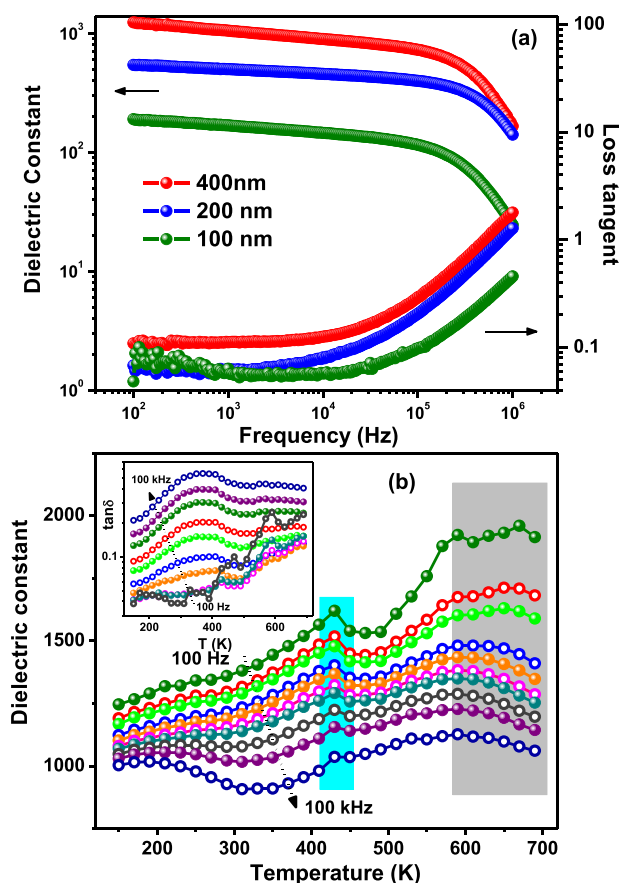 (a)
Dielectric Constant
10³
10²
10¹
10⁰
100
10
1
0.1
Loss tangent
400nm
200 nm
100 nm
10² 10³ 10⁴ 10⁵ 10⁶
Frequency (Hz)
(b)
Dielectric constant
2000
1500
1000
tanδ
0.1
100 kHz
100 Hz
200 400 600
T (K)
100 Hz
100 kHz
200 300 400 500 600 700
Temperature (K)